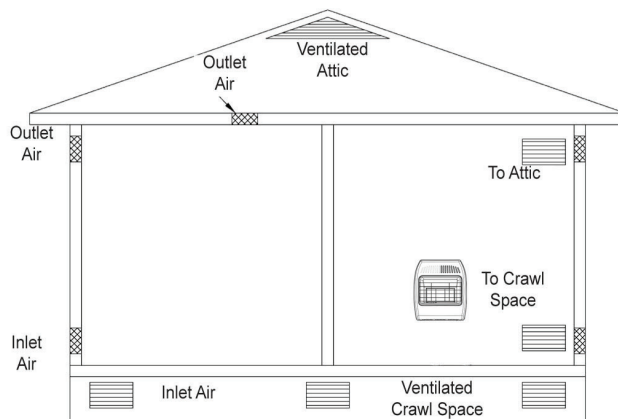 Ventilated
Attic
Outlet
Air
Outlet
Air
To Attic
To Crawl
Space
Inlet
Air
Inlet Air
Ventilated
Crawl Space